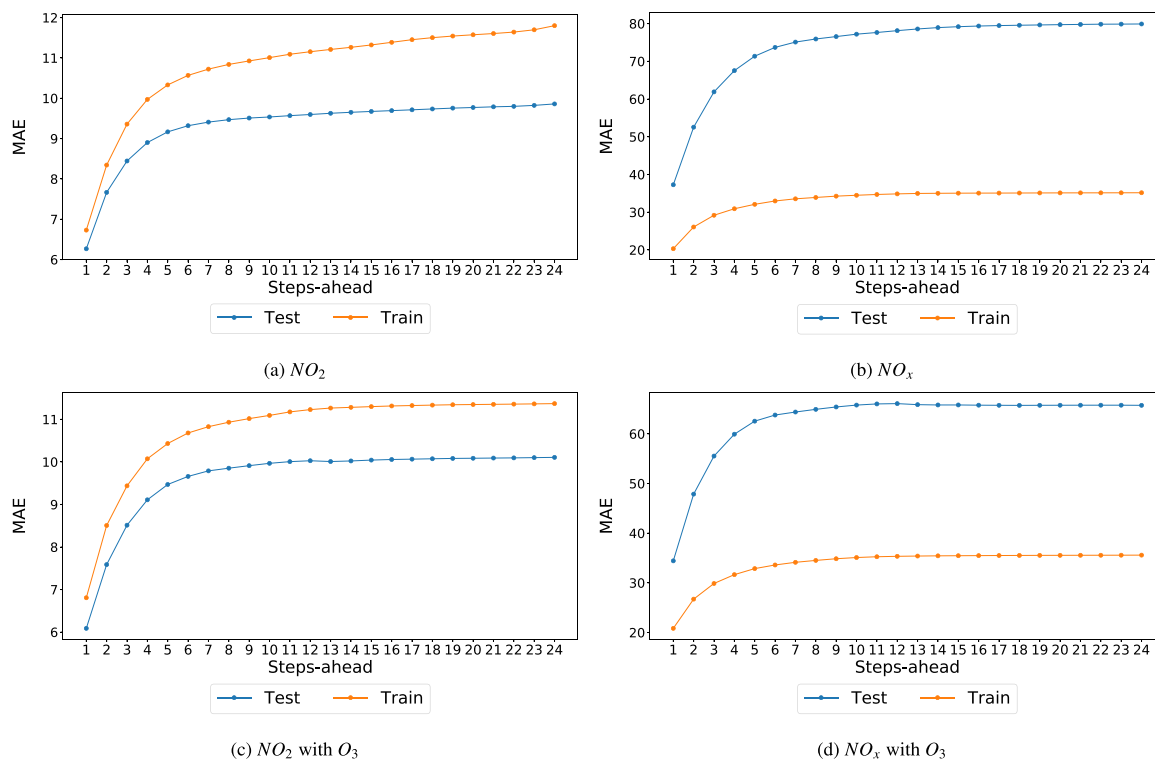 12
11
10
9
8
7
6
MAE
1 2 3 4 5 6 7 8 9 10 11 12 13 14 15 16 17 18 19 20 21 22 23 24
Steps-ahead
Test Train
(a) NO₂
80
70
60
50
40
30
20
MAE
1 2 3 4 5 6 7 8 9 10 11 12 13 14 15 16 17 18 19 20 21 22 23 24
Steps-ahead
Test Train
(b) NOₓ
11
10
9
8
7
6
MAE
1 2 3 4 5 6 7 8 9 10 11 12 13 14 15 16 17 18 19 20 21 22 23 24
Steps-ahead
Test Train
(c) NO₂ with O₃
60
50
40
30
20
MAE
1 2 3 4 5 6 7 8 9 10 11 12 13 14 15 16 17 18 19 20 21 22 23 24
Steps-ahead
Test Train
(d) NOₓ with O₃